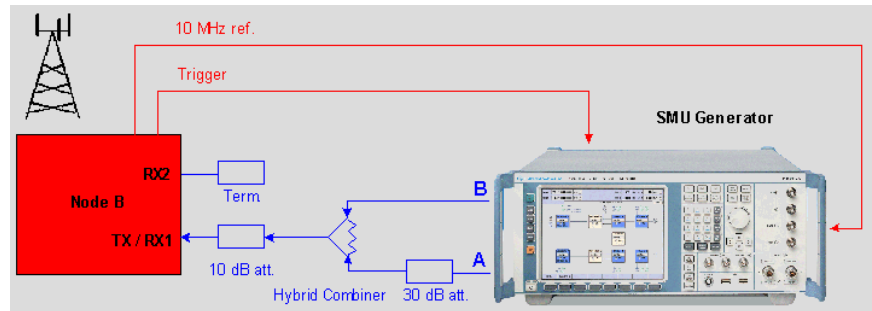 10 MHz ref.
Trigger
SMU Generator
RX2
Term.
B
Node B
TX / RX1
A
10 dB att.
Hybrid Combiner
30 dB att.